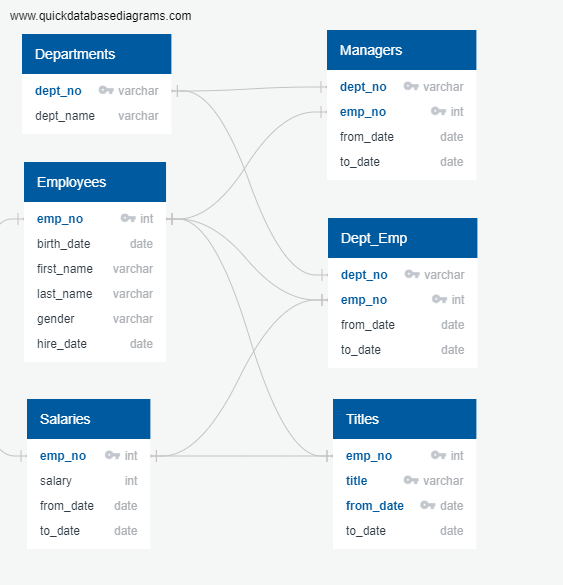 www.quickdatabasediagrams.com
Departments
dept_no varchar
dept_name varchar
Managers
dept_no varchar
emp_no int
from_date date
to_date date
Employees
emp_no int
birth_date date
first_name varchar
last_name varchar
gender varchar
hire_date date
Dept_Emp
dept_no varchar
emp_no int
from_date date
to_date date
Salaries
emp_no int
salary int
from_date date
to_date date
Titles
emp_no int
title varchar
from_date date
to_date date